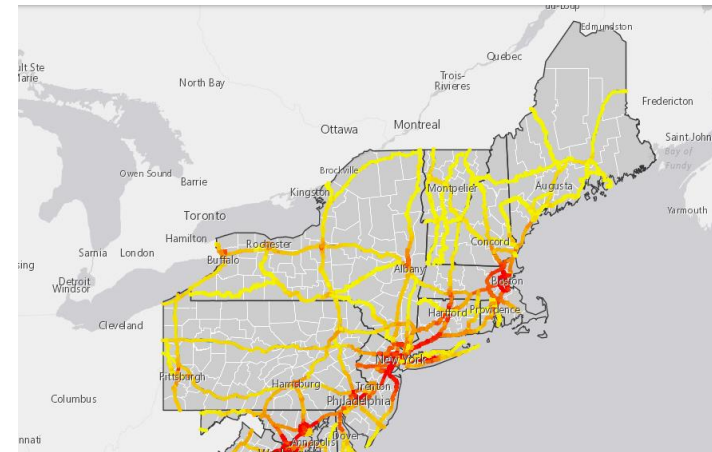 Edmundston
Quebec
Trois-
Rivieres
North Bay
Fredericton
Ottawa
Montreal
Saint John
Bay of
Fundy
Owen Sound
Barrie
Brockville
Kingston
Montpelier
Augusta
Toronto
Yarmouth
Hamilton
Rochester
Concord
Sarnia
London
Buffalo
Albany
Boston
Detroit
Windsor
Hartford
Providence
Cleveland
New York
Pittsburgh
Harrisburg
Trenton
Columbus
Philadelphia
Annapolis
Dover